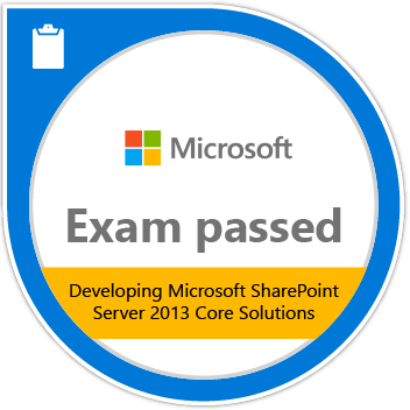 Microsoft
Exam passed
Developing Microsoft SharePoint
Server 2013 Core Solutions